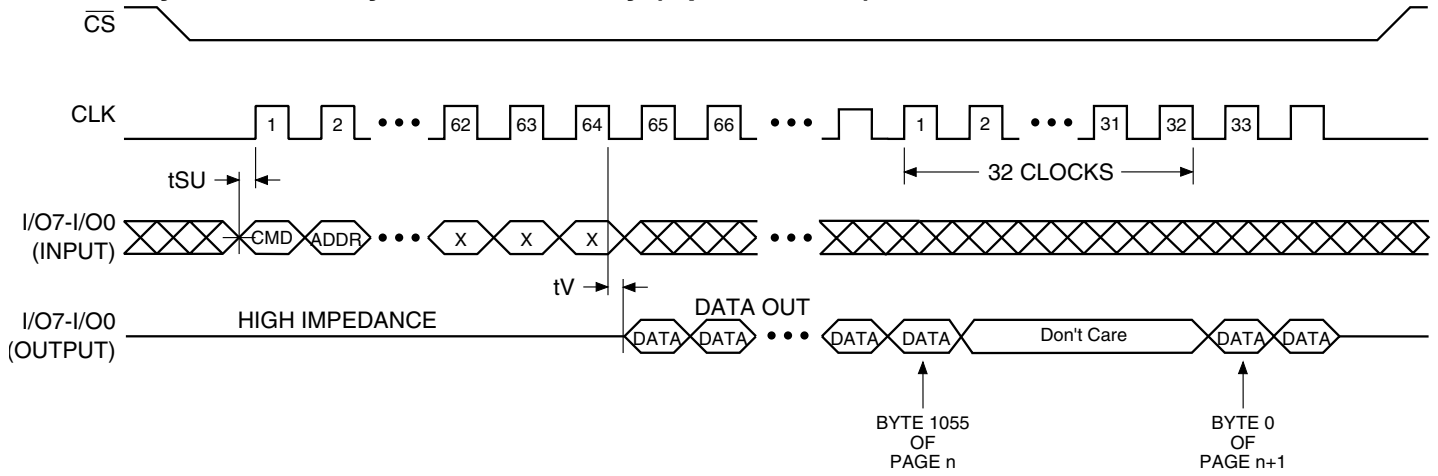 CS
CLK
1 2 ••• 62 63 64 65 66 ••• 1 2 ••• 31 32 33
tSU
32 CLOCKS
I/O7-I/O0
(INPUT)
CMD ADDR ••• X X X •••
tV
I/O7-I/O0
(OUTPUT)
HIGH IMPEDANCE
DATA OUT
DATA DATA ••• DATA DATA Don't Care DATA DATA
BYTE 1055
OF
PAGE n
BYTE 0
OF
PAGE n+1